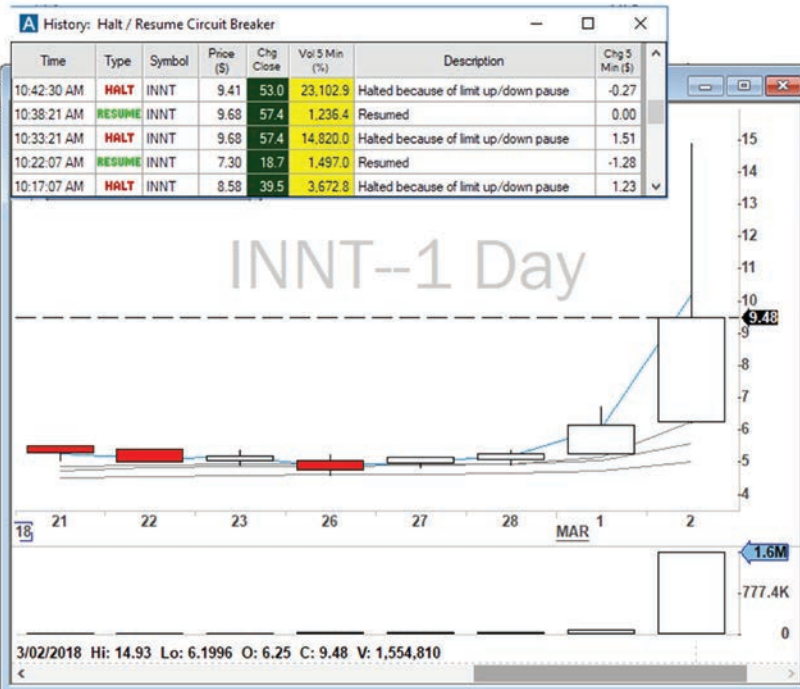 History: Halt / Resume Circuit Breaker
Time Type Symbol Price ($) Chg Close Vol 5 Min (%) Description Chg 5 Min ($)
10:42:30 AM HALT INNT 9.41 53.0 23,102.9 Halted because of limit up/down pause -0.27
10:38:21 AM RESUME INNT 9.68 57.4 1,236.4 Resumed 0.00
10:33:21 AM HALT INNT 9.68 57.4 14,820.0 Halted because of limit up/down pause 1.51
10:22:07 AM RESUME INNT 7.30 18.7 1,497.0 Resumed -1.28
10:17:07 AM HALT INNT 8.58 39.5 3,672.8 Halted because of limit up/down pause 1.23
INNT--1 Day
15
14
13
12
11
10
9.48
9
8
7
6
5
4
18 21 22 23 26 27 28 1 2
MAR
1.6M
777.4K
0
3/02/2018 Hi: 14.93 Lo: 6.1996 O: 6.25 C: 9.48 V: 1,554,810